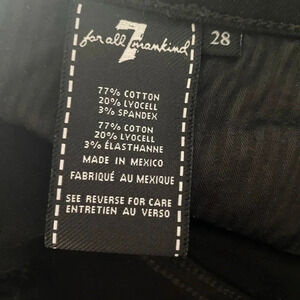 7 for all mankind
28
77% COTTON
20% LYOCELL
3% SPANDEX
77% COTON
20% LYOCELL
3% ÉLASTHANNE
MADE IN MEXICO
FABRIQUÉ AU MEXIQUE
SEE REVERSE FOR CARE
ENTRETIEN AU VERSO